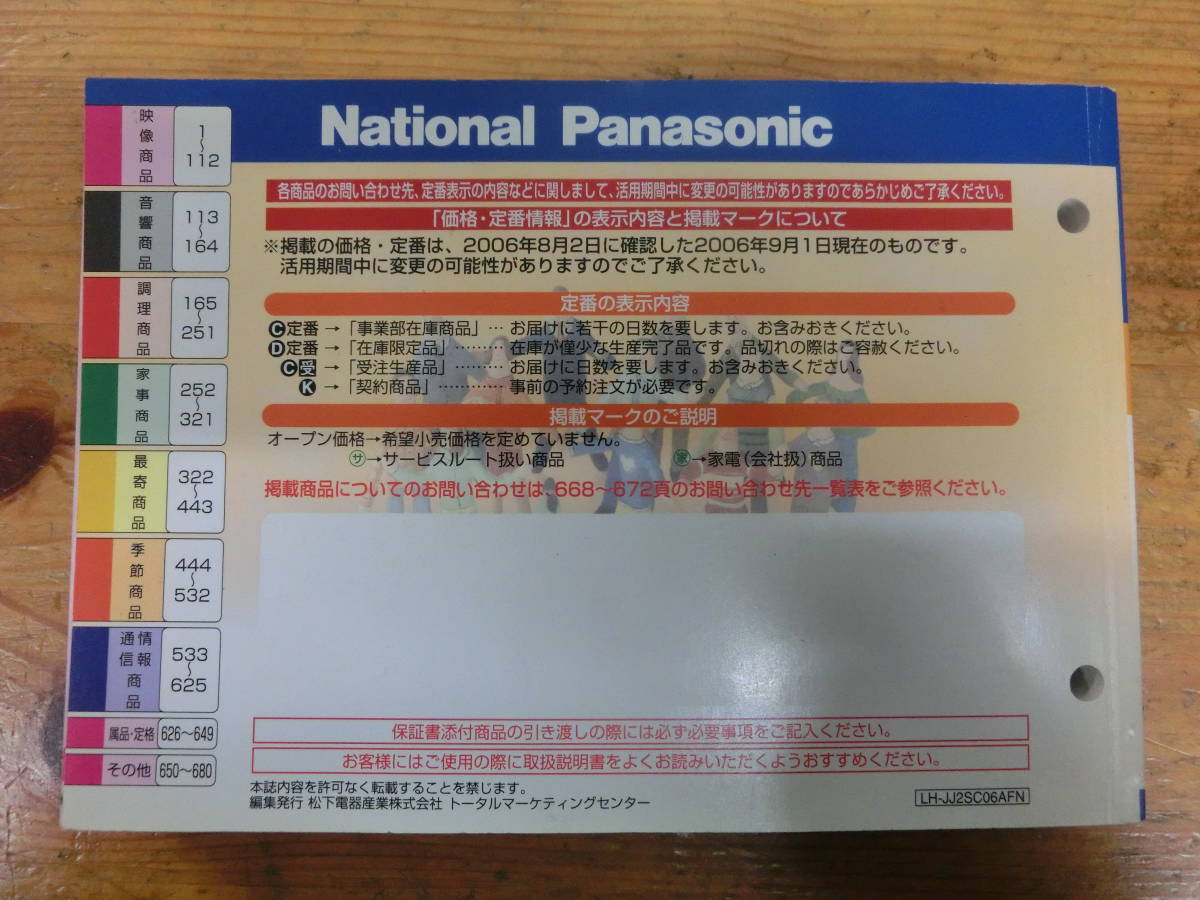 National Panasonic
映像商品
1〜112
音響商品
113〜164
調理商品
165〜251
家事商品
252〜321
最寄商品
322〜443
季節商品
444〜532
情報通信商品
533〜625
属品・定格 626〜649
その他 650〜680
各商品のお問い合わせ先、定番表示の内容などに関しまして、活用期間中に変更の可能性がありますのであらかじめご了承ください。
「価格・定番情報」の表示内容と掲載マークについて
※掲載の価格・定番は、2006年8月2日に確認した2006年9月1日現在のものです。
活用期間中に変更の可能性がありますのでご了承ください。
定番の表示内容
C定番 → 「事業部在庫商品」… お届けに若干の日数を要します。お含みおきください。
D定番 → 「在庫限定品」……… 在庫が僅少な生産完了品です。品切れの際はご容赦ください。
C受 → 「受注生産品」……… お届けに日数を要します。お含みおきください。
K → 「契約商品」………… 事前の予約注文が必要です。
掲載マークのご説明
オープン価格→希望小売価格を定めていません。
サ→サービスルート扱い商品 家→家電(会社扱)商品
掲載商品についてのお問い合わせは、668〜672頁のお問い合わせ先一覧表をご参照ください。
保証書添付商品の引き渡しの際には必ず必要事項をご記入ください。
お客様にはご使用の際に取扱説明書をよくお読みいただくようおすすめください。
本誌内容を許可なく転載することを禁じます。
編集発行 松下電器産業株式会社 トータルマーケティングセンター
LH-JJ2SC06AFN